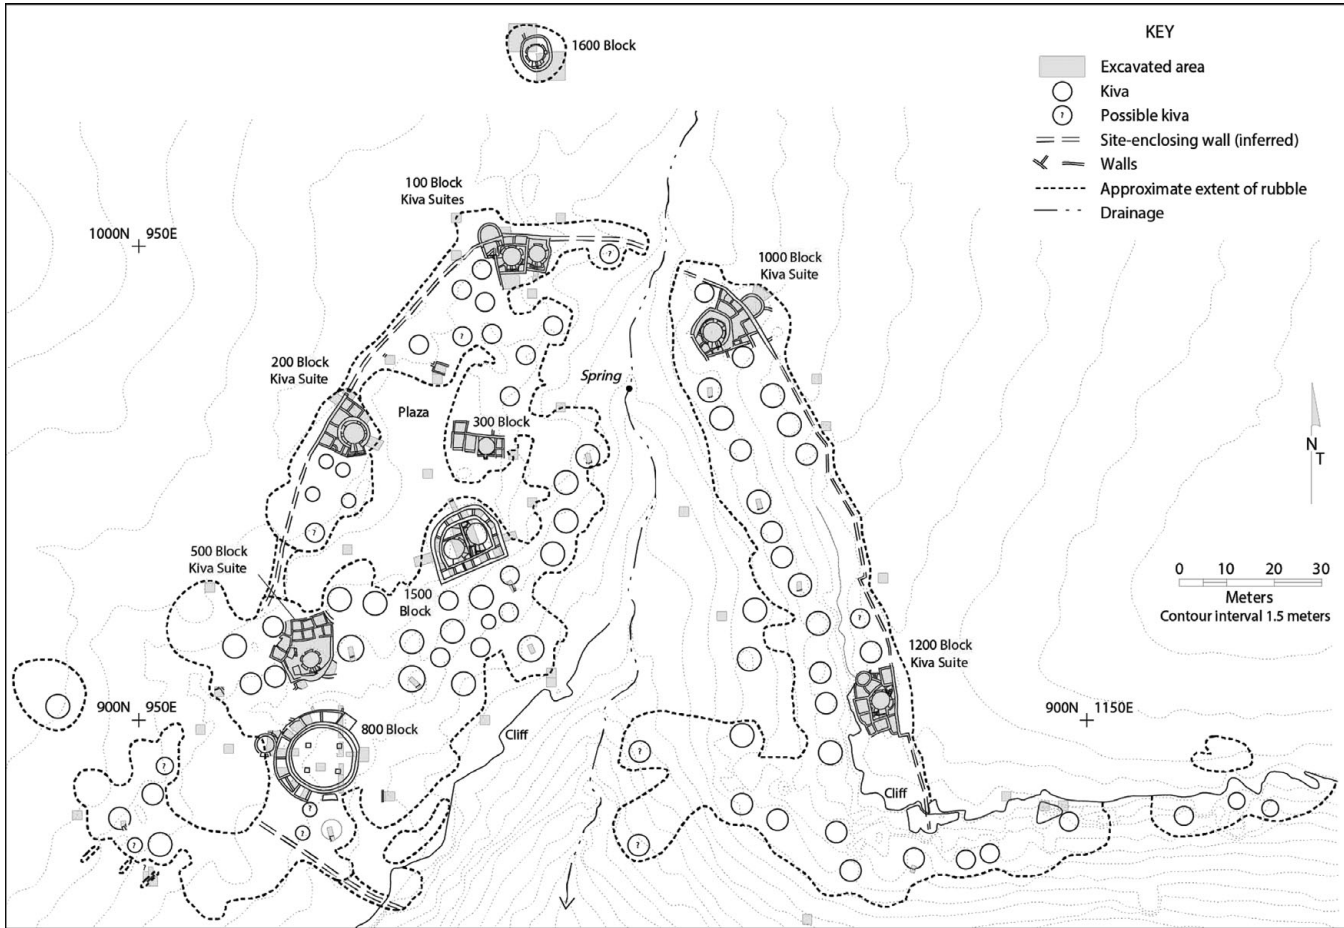 1600 Block
KEY
Excavated area
Kiva
? Possible kiva
Site-enclosing wall (inferred)
Walls
Approximate extent of rubble
Drainage
100 Block
Kiva Suites
1000N 950E
?
1000 Block
Kiva Suite
?
200 Block
Kiva Suite
Spring
Plaza
300 Block
N
T
?
500 Block
Kiva Suite
0 10 20 30
Meters
Contour interval 1.5 meters
1500
Block
?
1200 Block
Kiva Suite
900N 950E
900N 1150E
800 Block
Cliff
?
?
Cliff
?
?
?
?